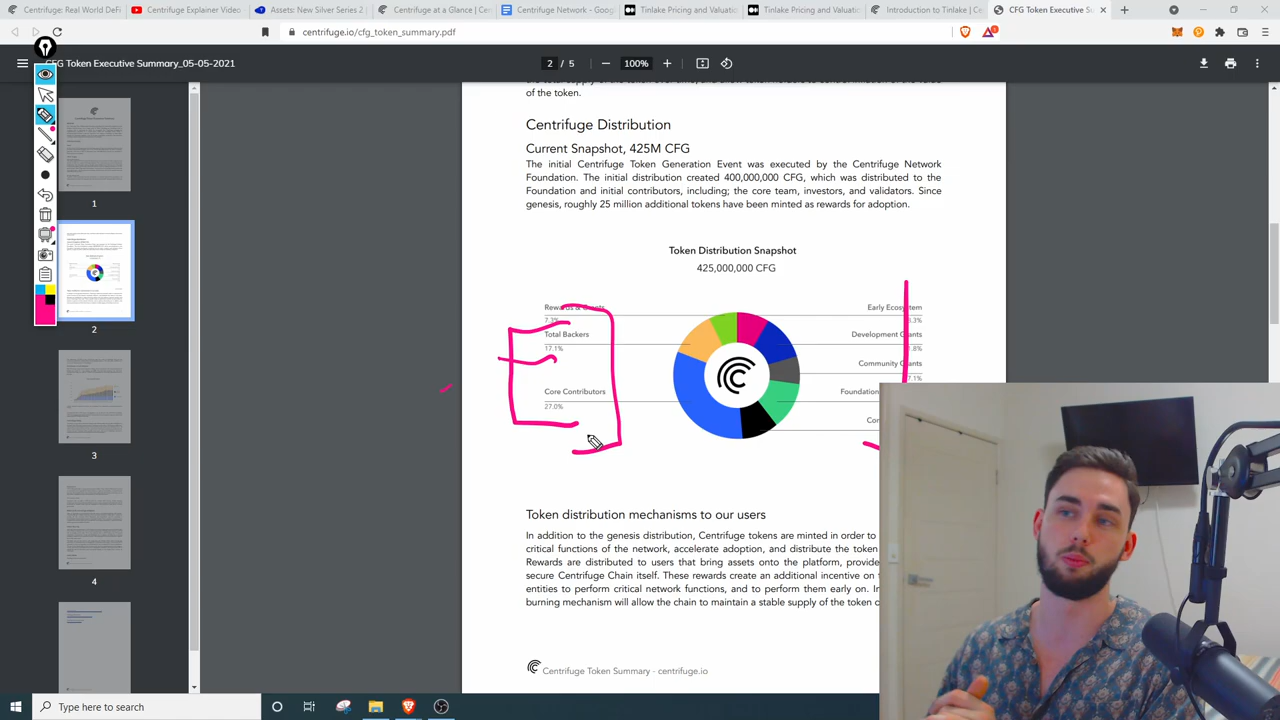 Centrifuge: Real World DeFi
Centrifuge Explainer Video
Assets: New Silver Series 2
Centrifuge at a Glance | Cen
Centrifuge Network - Goog
Tinlake Pricing and Valuatio
Tinlake Pricing and Valuatio
Introduction to Tinlake | Ce
CFG Token Executive Su
centrifuge.io/cfg_token_summary.pdf
CFG Token Executive Summary_05-05-2021
2 / 5
100%
of the token.
Centrifuge Distribution
Current Snapshot, 425M CFG
The initial Centrifuge Token Generation Event was executed by the Centrifuge Network
Foundation. The initial distribution created 400,000,000 CFG, which was distributed to the
Foundation and initial contributors, including; the core team, investors, and validators. Since
genesis, roughly 25 million additional tokens have been minted as rewards for adoption.
Token Distribution Snapshot
425,000,000 CFG
Rewards & Grants
Total Backers
17.1%
Core Contributors
27.0%
Early Ecosystem
Development Grants
Community Grants
Foundation
Token distribution mechanisms to our users
In addition to the genesis distribution, Centrifuge tokens are minted in order to
critical functions of the network, accelerate adoption, and distribute the token
Rewards are distributed to users that bring assets onto the platform, provide
secure Centrifuge Chain itself. These rewards create an additional incentive on
entities to perform critical network functions, and to perform them early on. In
burning mechanism will allow the chain to maintain a stable supply of the token
Centrifuge Token Summary - centrifuge.io
1
2
3
4
Type here to search